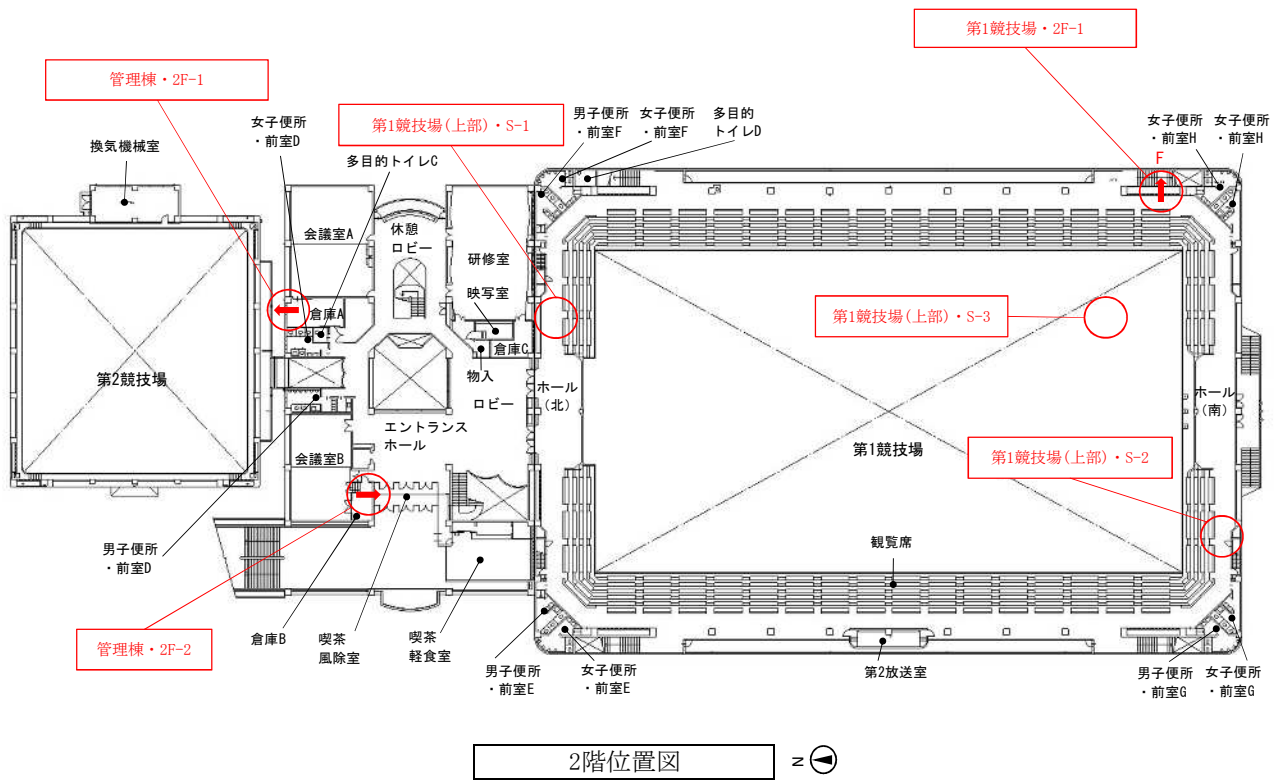 第1競技場・2F-1
管理棟・2F-1
第1競技場(上部)・S-1
女子便所
・前室D
男子便所
・前室F
女子便所
・前室F
多目的
トイレD
女子便所
・前室H
女子便所
・前室H
換気機械室
多目的トイレC
F
会議室A
休憩
ロビー
研修室
映写室
倉庫A
第1競技場(上部)・S-3
倉庫C
物入
第2競技場
ロビー
ホール
(北)
ホール
(南)
エントランス
ホール
第1競技場
会議室B
第1競技場(上部)・S-2
男子便所
・前室D
観覧席
管理棟・2F-2
倉庫B
喫茶
風除室
喫茶
軽食室
男子便所
・前室E
女子便所
・前室E
第2放送室
男子便所
・前室G
女子便所
・前室G
2階位置図
N